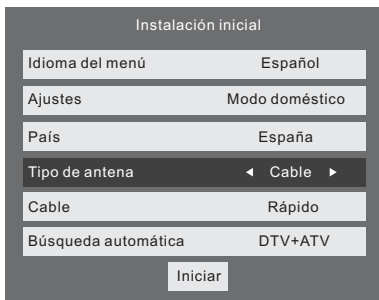 Instalación inicial
Idioma del menú Español
Ajustes Modo doméstico
País España
Tipo de antena ◀ Cable ▶
Cable Rápido
Búsqueda automática DTV+ATV
Iniciar